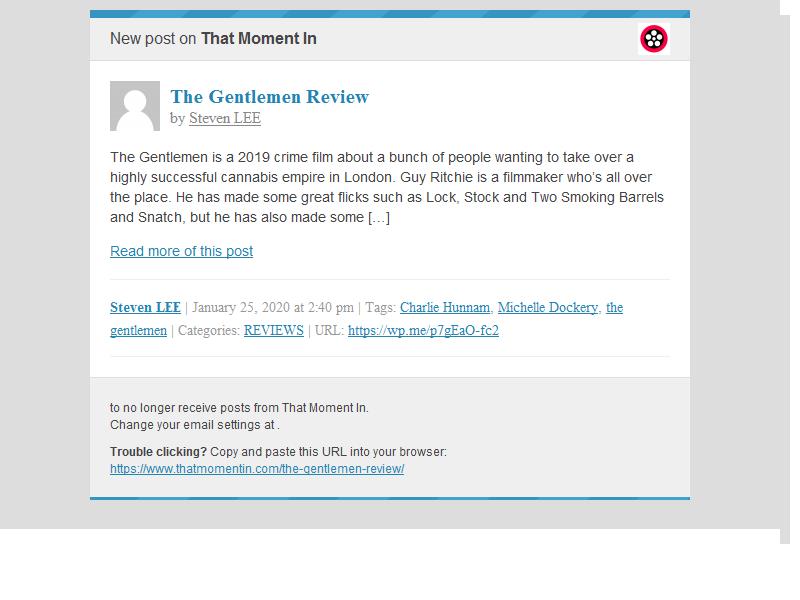 New post on That Moment In
The Gentlemen Review
by Steven LEE
The Gentlemen is a 2019 crime film about a bunch of people wanting to take over a
highly successful cannabis empire in London. Guy Ritchie is a filmmaker who's all over
the place. He has made some great flicks such as Lock, Stock and Two Smoking Barrels
and Snatch, but he has also made some […]
Read more of this post
Steven LEE | January 25, 2020 at 2:40 pm | Tags: Charlie Hunnam, Michelle Dockery, the
gentlemen | Categories: REVIEWS | URL: https://wp.me/p7gEaO-fc2
to no longer receive posts from That Moment In.
Change your email settings at .
Trouble clicking? Copy and paste this URL into your browser:
https://www.thatmomentin.com/the-gentlemen-review/